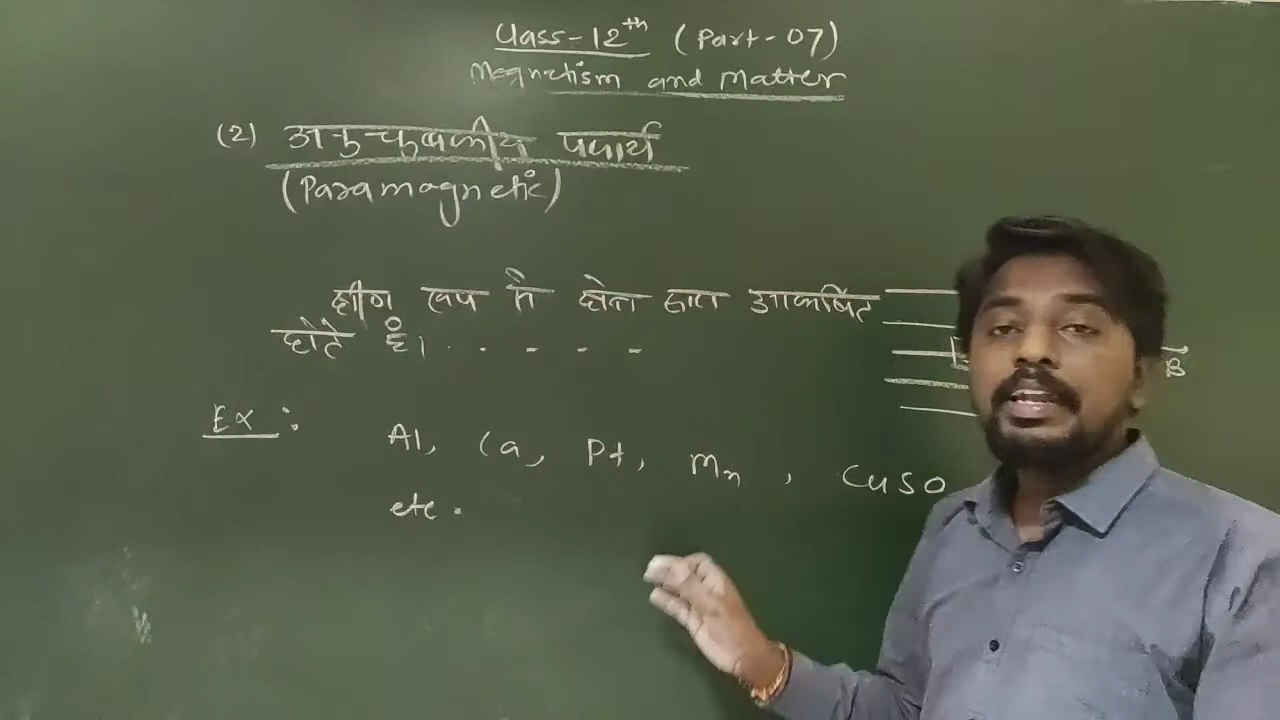 Class-12th (Part-07)
Magnetism and Matter
(2) अनुचुम्बकीय पदार्थ
(Paramagnetic)
क्षीण रूप में क्षेत्र द्वारा आकर्षित
होते हैं। . . - - - -
Ex :
Al, Ca, Pt, Mn, CuSO
etc.
B